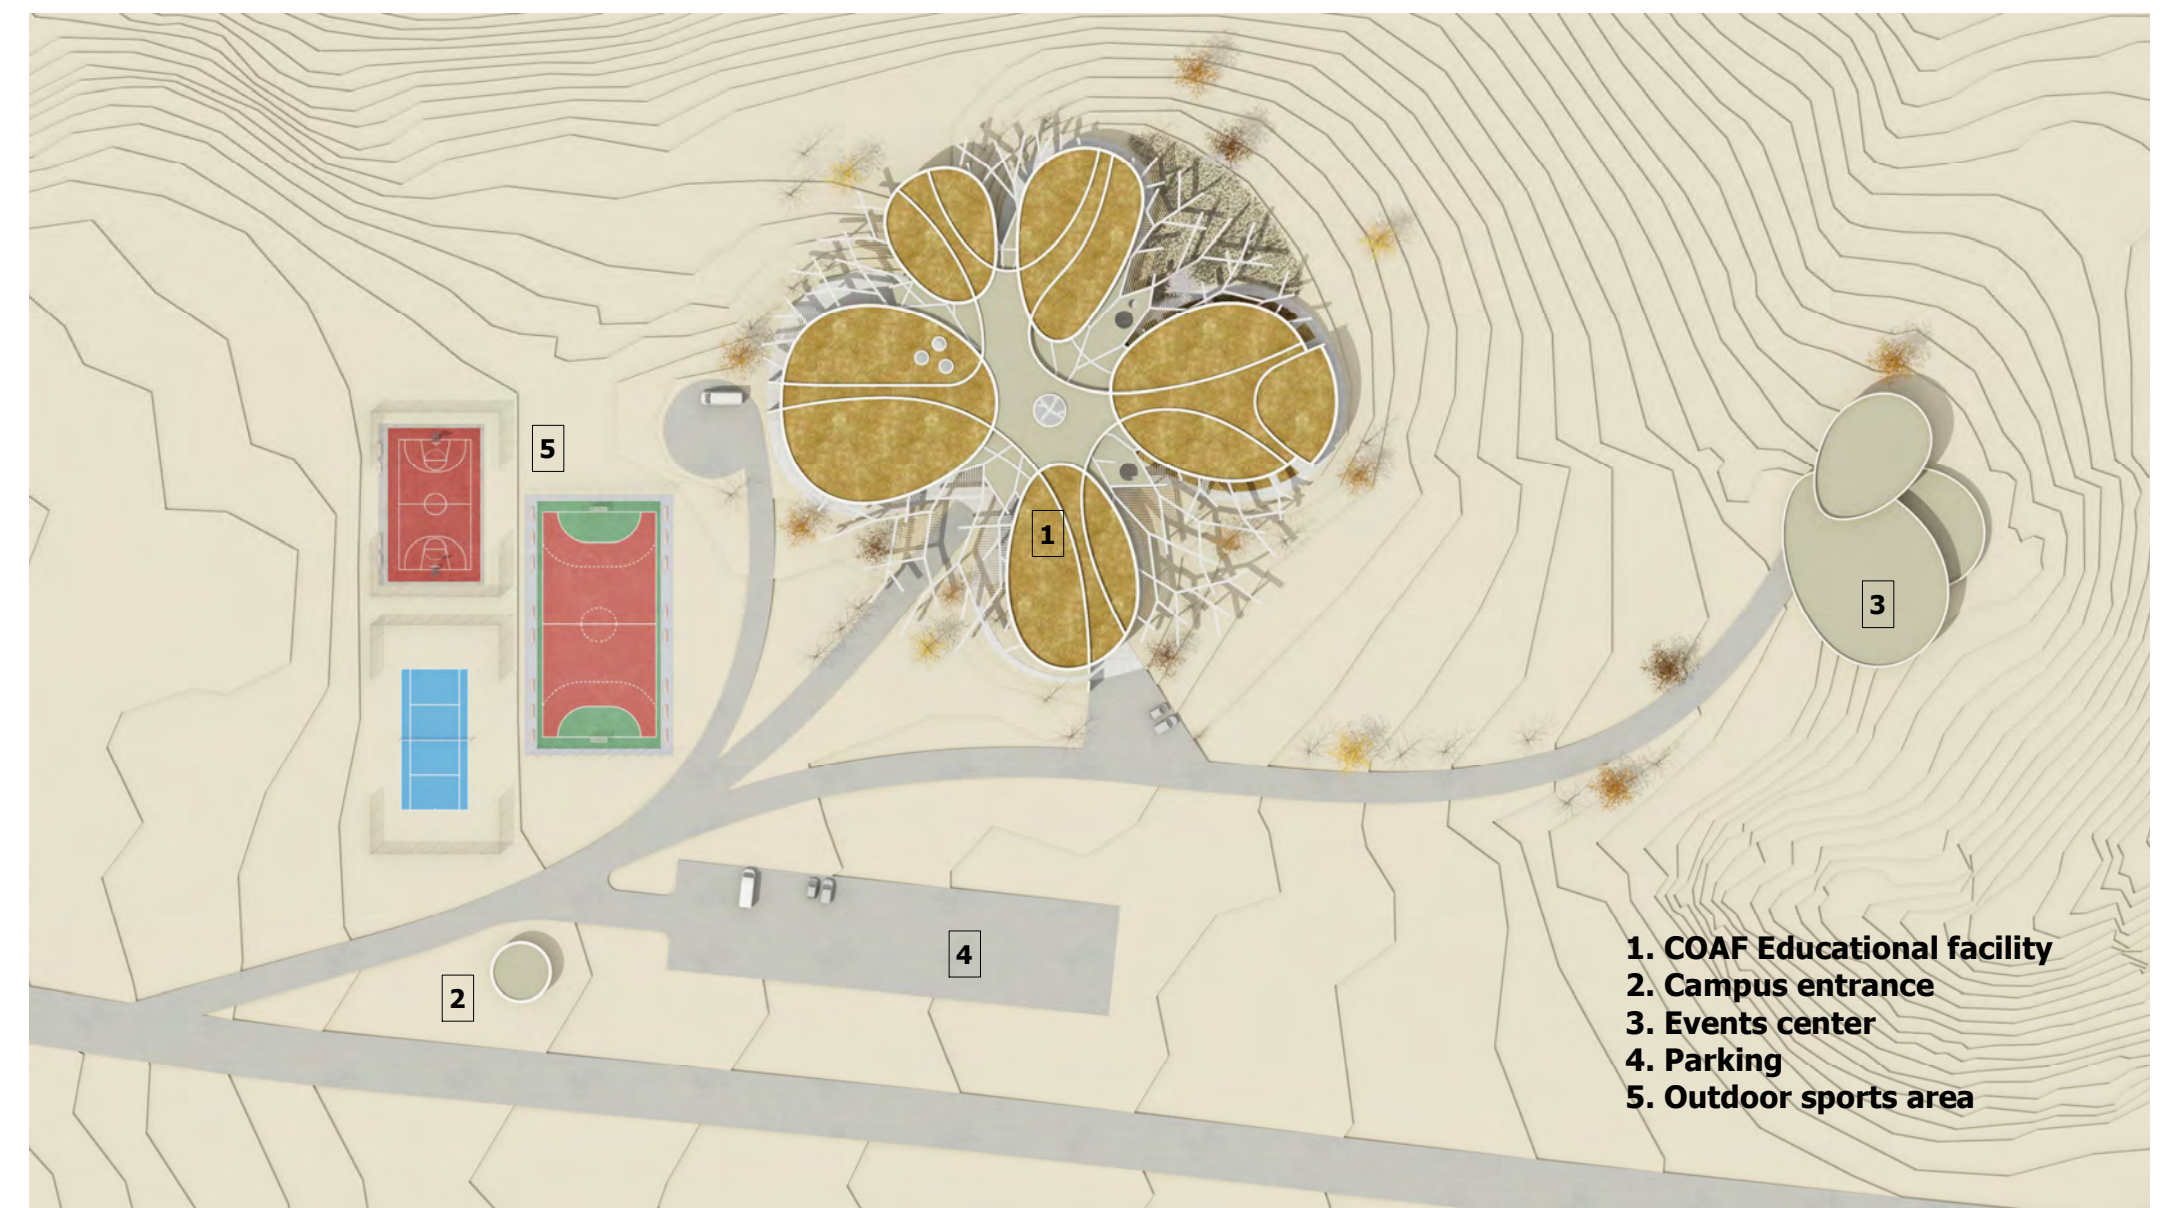 5
1
3
4
2
1. COAF Educational facility
2. Campus entrance
3. Events center
4. Parking
5. Outdoor sports area